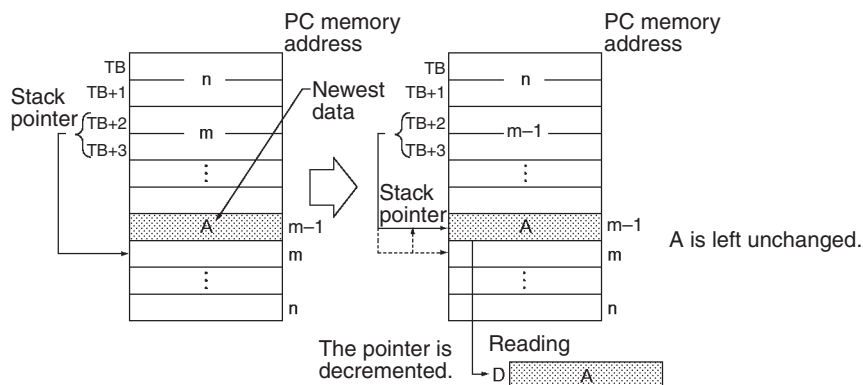 PC memory
address
TB
n
TB+1
Stack
pointer
TB+2
m
TB+3
Newest
data
A
m–1
m
n
PC memory
address
TB
n
TB+1
TB+2
m–1
TB+3
Stack
pointer
A
m–1
m
n
A is left unchanged.
The pointer is
decremented.
Reading
D
A